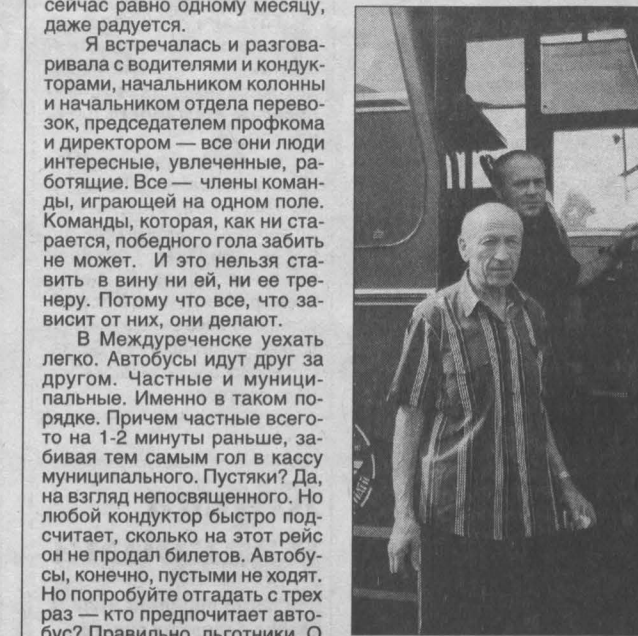 сейчас равно одному месяцу,
даже радуется.
Я встречалась и разгова-
ривала с водителями и кондук-
торами, начальником колонны
и начальником отдела перево-
зок, председателем профкома
и директором — все они люди
интересные, увлеченные, ра-
ботящие. Все — члены коман-
ды, играющей на одном поле.
Команды, которая, как ни ста-
рается, победного гола забить
не может. И это нельзя ста-
вить в вину ни ей, ни ее тре-
неру. Потому что все, что за-
висит от них, они делают.
В Междуреченске уехать
легко. Автобусы идут друг за
другом. Частные и муници-
пальные. Именно в таком по-
рядке. Причем частные всего-
то на 1-2 минуты раньше, за-
бивая тем самым гол в кассу
муниципального. Пустяки? Да,
на взгляд непосвященного. Но
любой кондуктор быстро под-
считает, сколько на этот рейс
он не продал билетов. Автобу-
сы, конечно, пустыми не ходят.
Но попробуйте отгадать с трех
раз — кто предпочитает авто-
бус? Правильно, льготники. О